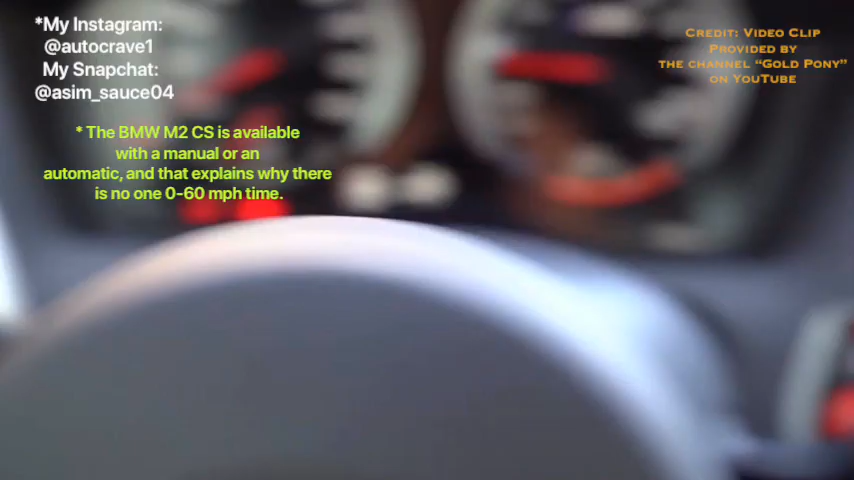 *My Instagram:
@autocrave1
My Snapchat:
@asim_sauce04
* The BMW M2 CS is available
with a manual or an
automatic, and that explains why there
is no one 0-60 mph time.
Credit: Video Clip
Provided by
the channel “Gold Pony”
on YouTube